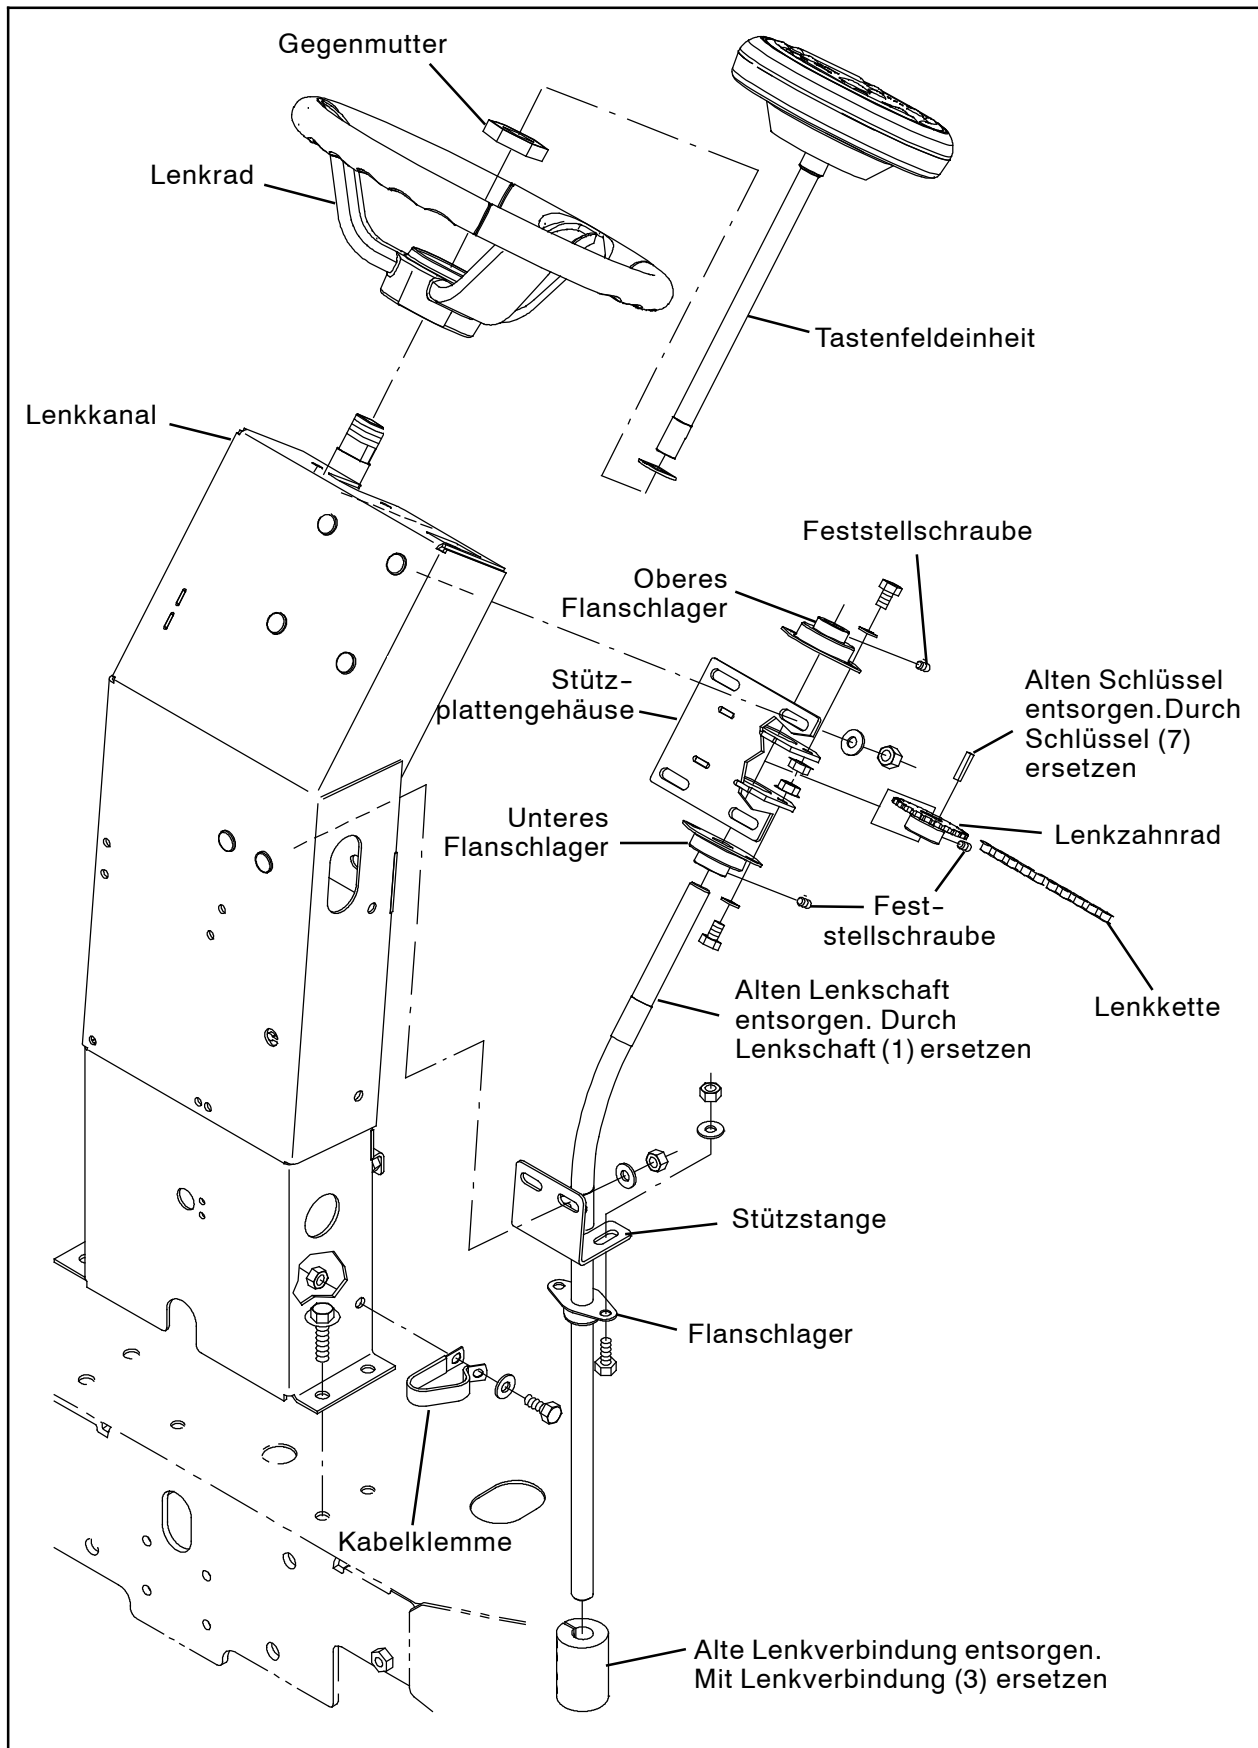 Gegenmutter
Lenkrad
Tastenfeldeinheit
Lenkkanal
Feststellschraube
Oberes
Flanschlager
Stütz-
plattengehäuse
Alten Schlüssel
entsorgen.Durch
Schlüssel (7)
ersetzen
Unteres
Flanschlager
Lenkzahnrad
Fest-
stellschraube
Lenkkette
Alten Lenkschaft
entsorgen. Durch
Lenkschaft (1) ersetzen
Stützstange
Flanschlager
Kabelklemme
Alte Lenkverbindung entsorgen.
Mit Lenkverbindung (3) ersetzen